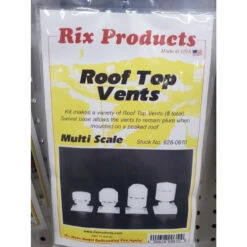 Rix Products
Made in USA
Roof Top
Vents
Kit makes a variety of Roof Top Vents (8 total)
Swivel base allows the vents to remain plum when
mounted on a peaked roof
Multi Scale
Stock No. 628-0610